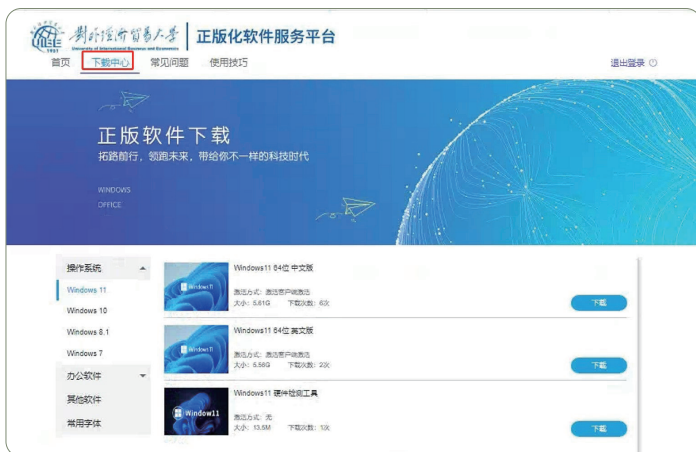 UIBE
1951
對外經濟貿易大學
University of International Business and Economics
正版化软件服务平台
首页 下载中心 常见问题 使用技巧 退出登录
正版软件下载
拓路前行，领跑未来，带给你不一样的科技时代
WINDOWS
OFFICE
操作系统
Windows 11
Windows 10
Windows 8.1
Windows 7
办公软件
其他软件
常用字体
Windows 11
Windows11 64位 中文版
激活方式：激活客户端激活
大小：5.61G 下载次数：6次
下载
Windows 11
Windows11 64位 英文版
激活方式：激活客户端激活
大小：5.56G 下载次数：2次
下载
Window11
Windows11 硬件检测工具
激活方式：无
大小：13.6M 下载次数：1次
下载